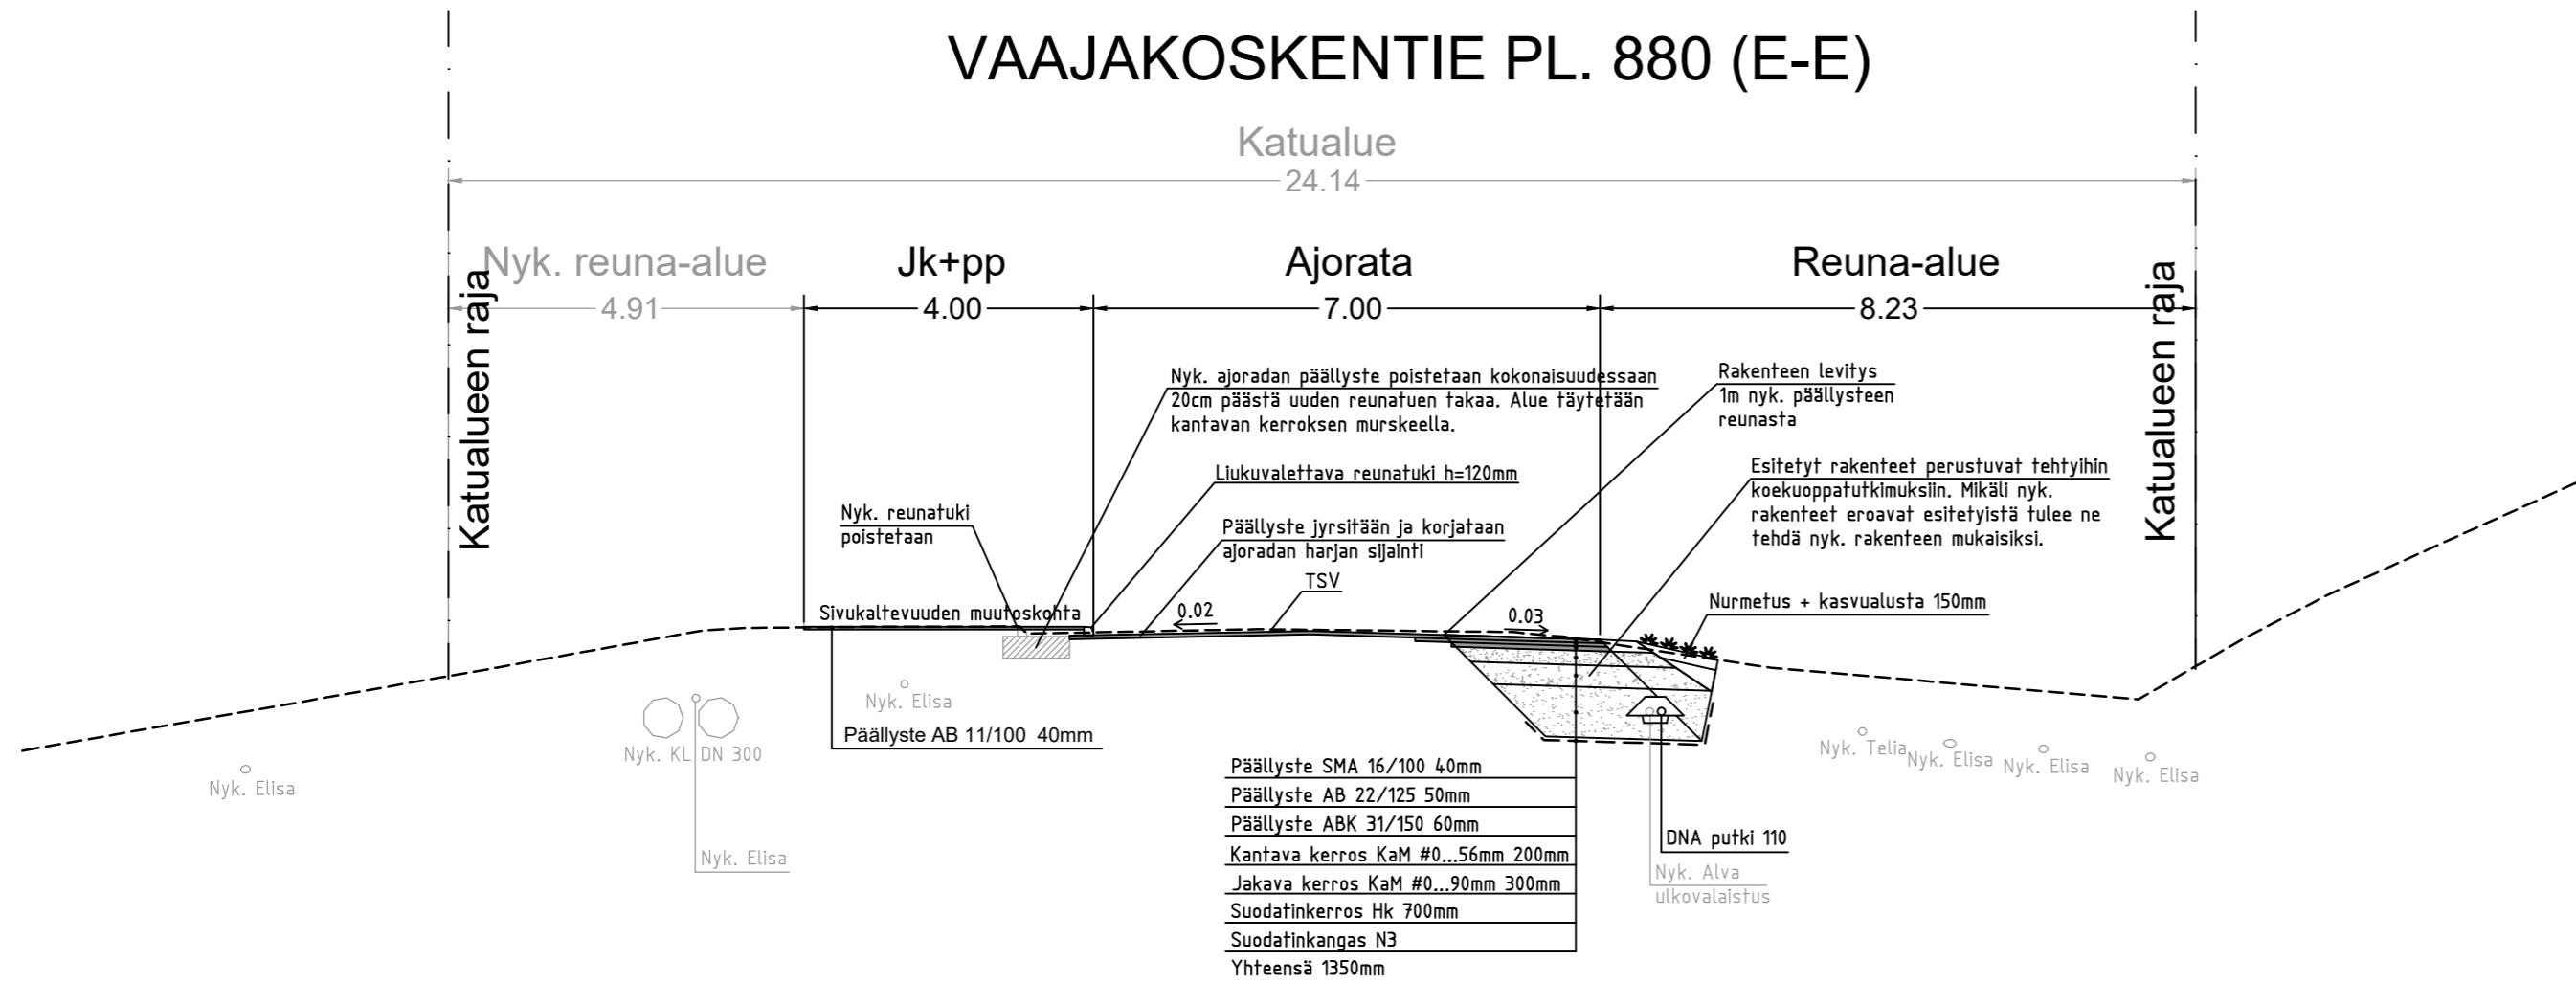 VAAJAKOSKENTIE PL. 880 (E-E)
Katualue
24.14
Nyk. reuna-alue
Jk+pp
Ajorata
Reuna-alue
4.91
4.00
7.00
8.23
Katualueen raja
Katualueen raja
Nyk. ajoradan päällyste poistetaan kokonaisuudessaan
20cm päästä uuden reunatuen takaa. Alue täytetään
kantavan kerroksen murskeella.
Rakenteen levitys
1m nyk. päällysteen
reunasta
Liukuvalettava reunatuki h=120mm
Esitetyt rakenteet perustuvat tehtyihin
koekuoppatutkimuksiin. Mikäli nyk.
rakenteet eroavat esitetyistä tulee ne
tehdä nyk. rakenteen mukaisiksi.
Nyk. reunatuki
poistetaan
Päällyste jyrsitään ja korjataan
ajoradan harjan sijainti
TSV
Sivukaltevuuden muutoskohta
0.02
0.03
Nurmetus + kasvualusta 150mm
Nyk. Elisa
Päällyste AB 11/100 40mm
Nyk. KL DN 300
Nyk. Elisa
Nyk. Elisa
Nyk. Telia
Nyk. Elisa
Nyk. Elisa
Nyk. Elisa
Päällyste SMA 16/100 40mm
Päällyste AB 22/125 50mm
Päällyste ABK 31/150 60mm
Kantava kerros KaM #0...56mm 200mm
Jakava kerros KaM #0...90mm 300mm
Suodatinkerros Hk 700mm
Suodatinkangas N3
Yhteensä 1350mm
DNA putki 110
Nyk. Alva
ulkovalaistus